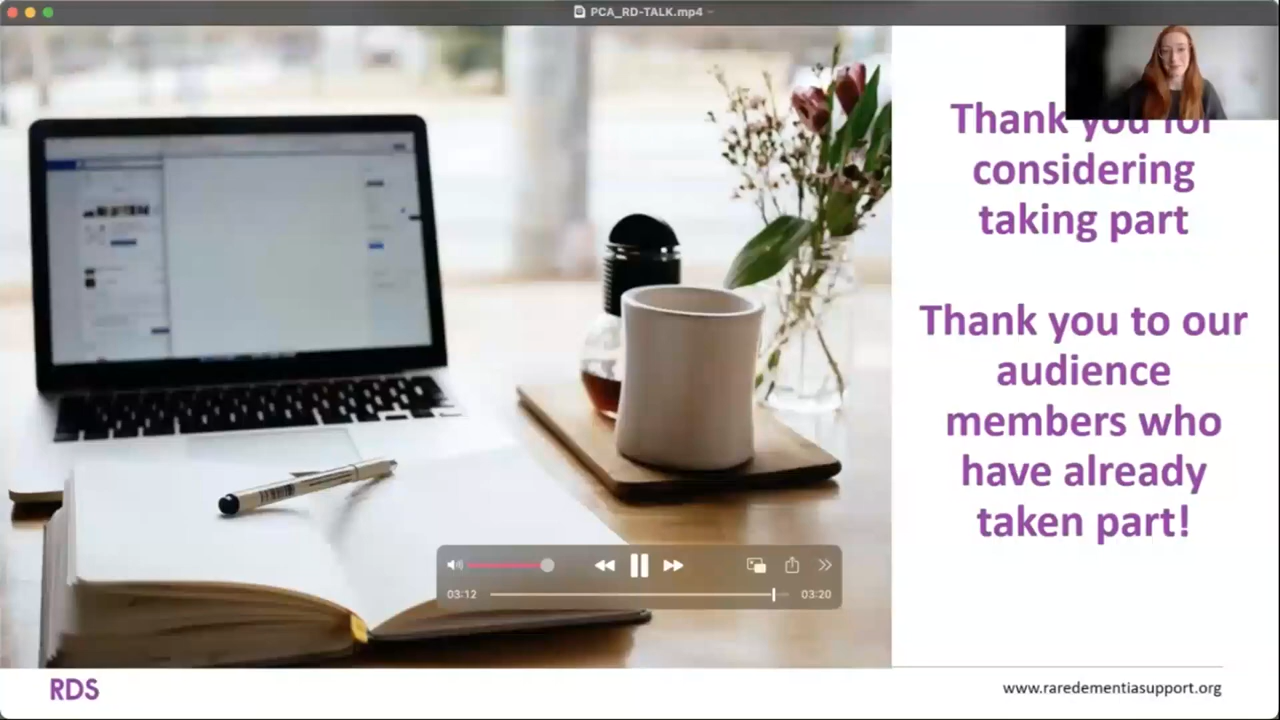 PCA_RD-TALK.mp4
Thank you for
considering
taking part
Thank you to our
audience
members who
have already
taken part!
03:12
03:20
RDS
www.raredementiasupport.org